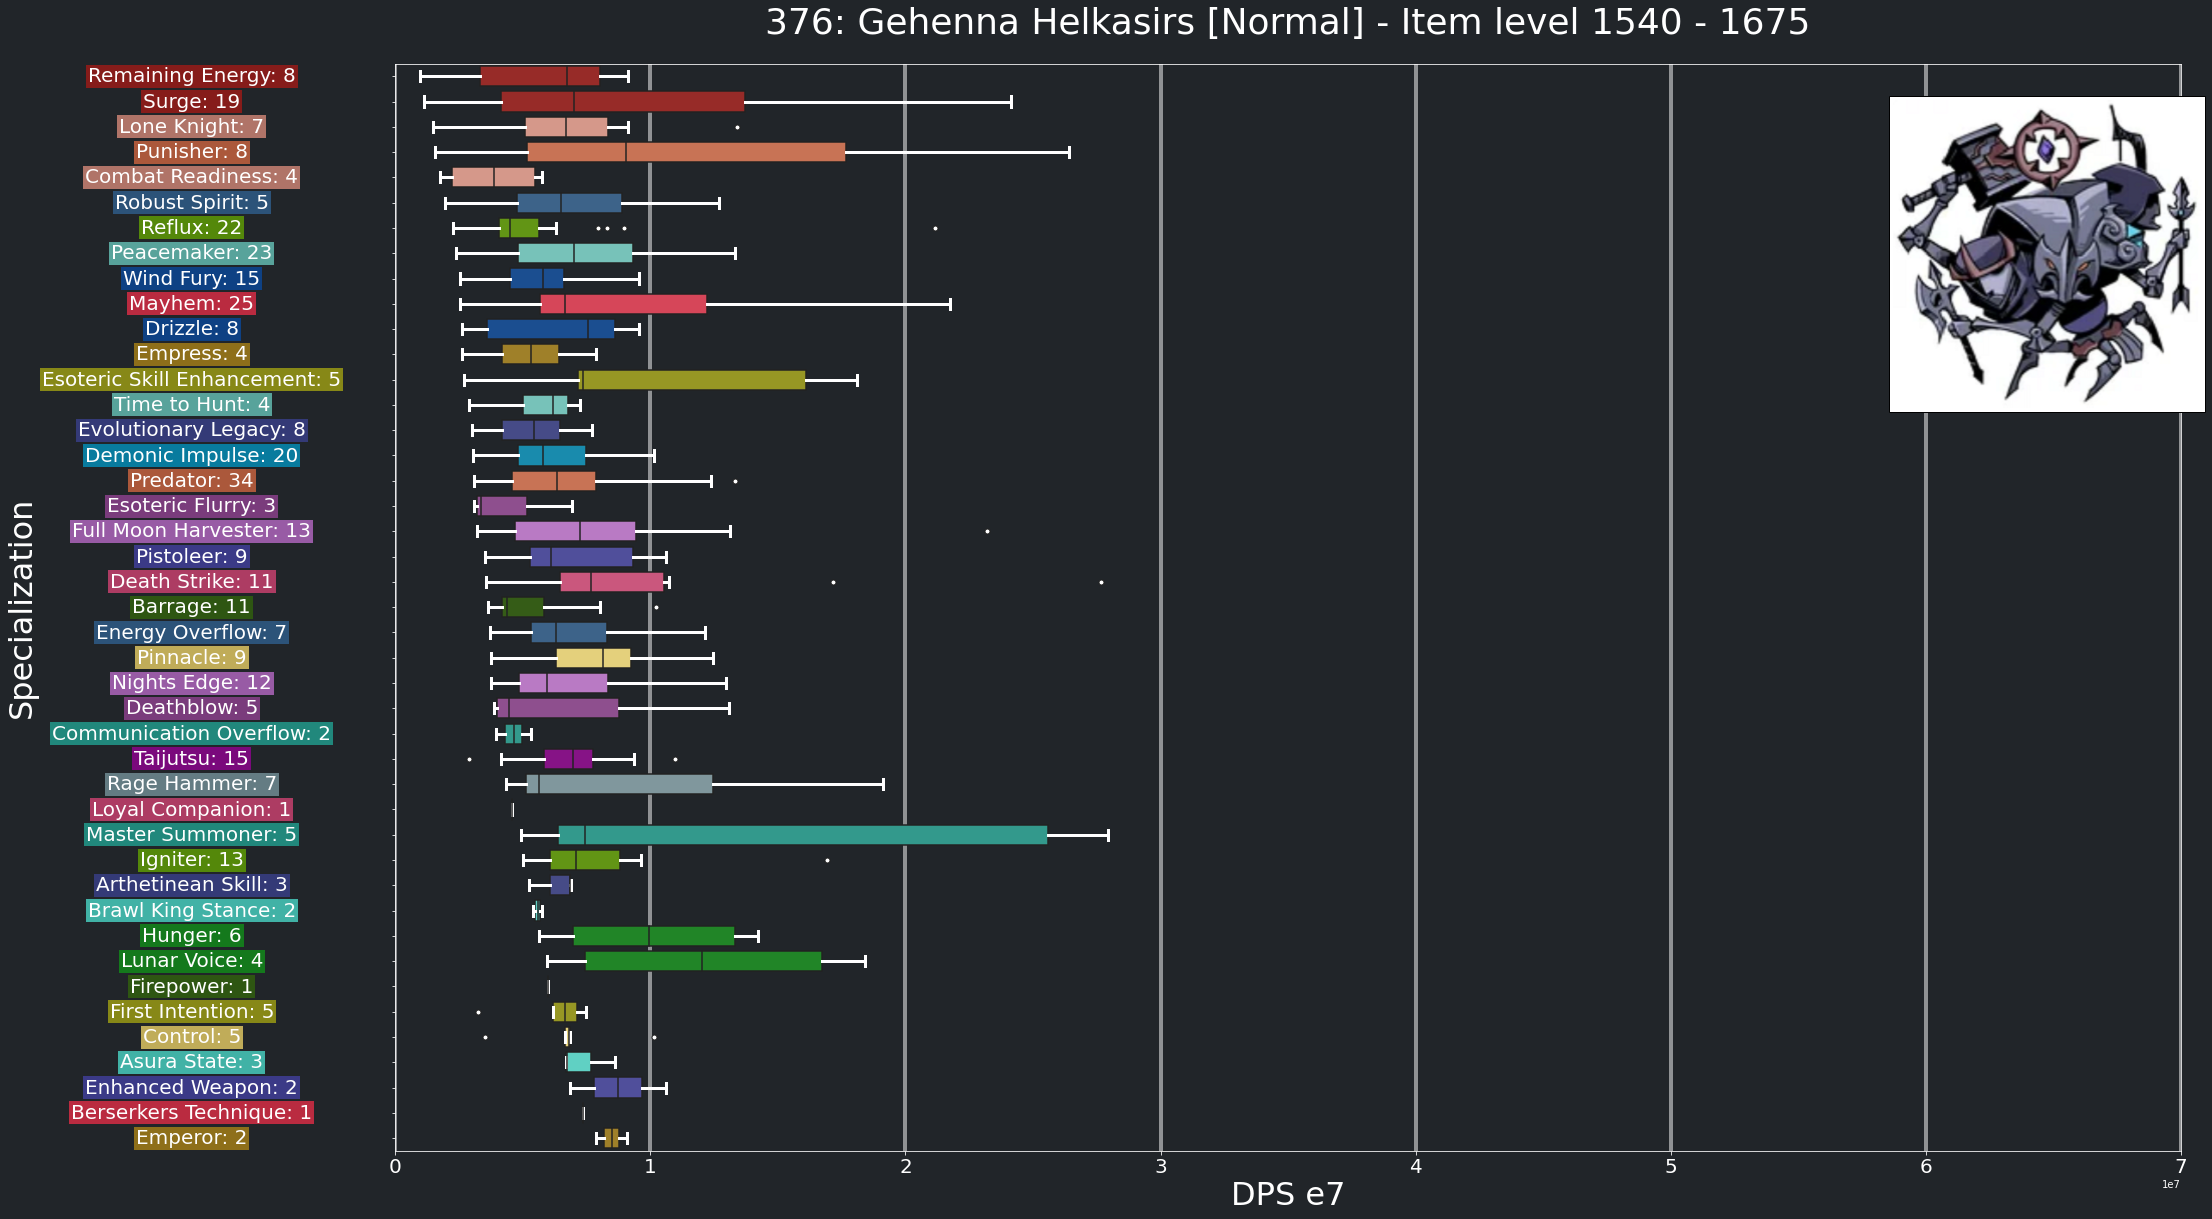 376: Gehenna Helkasirs [Normal] - Item level 1540 - 1675
Specialization
Remaining Energy: 8
Surge: 19
Lone Knight: 7
Punisher: 8
Combat Readiness: 4
Robust Spirit: 5
Reflux: 22
Peacemaker: 23
Wind Fury: 15
Mayhem: 25
Drizzle: 8
Empress: 4
Esoteric Skill Enhancement: 5
Time to Hunt: 4
Evolutionary Legacy: 8
Demonic Impulse: 20
Predator: 34
Esoteric Flurry: 3
Full Moon Harvester: 13
Pistoleer: 9
Death Strike: 11
Barrage: 11
Energy Overflow: 7
Pinnacle: 9
Nights Edge: 12
Deathblow: 5
Communication Overflow: 2
Taijutsu: 15
Rage Hammer: 7
Loyal Companion: 1
Master Summoner: 5
Igniter: 13
Arthetinean Skill: 3
Brawl King Stance: 2
Hunger: 6
Lunar Voice: 4
Firepower: 1
First Intention: 5
Control: 5
Asura State: 3
Enhanced Weapon: 2
Berserkers Technique: 1
Emperor: 2
0 1 2 3 4 5 6 7
1e7
DPS e7